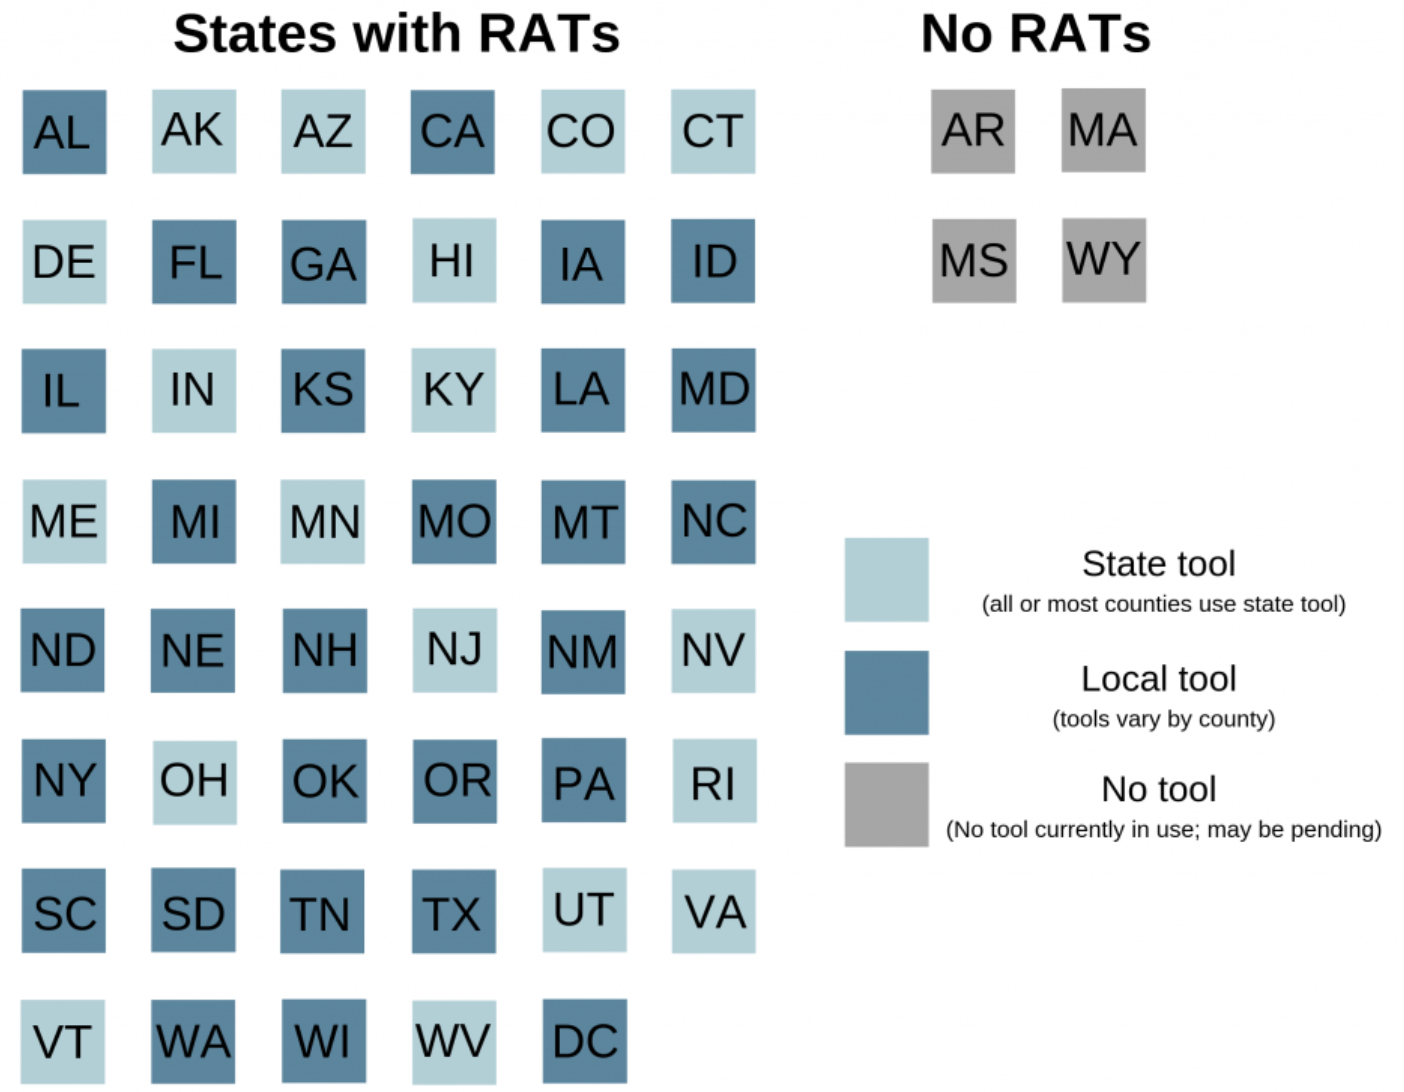 States with RATs
No RATs
AL AK AZ CA CO CT
AR MA
DE FL GA HI IA ID
MS WY
IL IN KS KY LA MD
ME MI MN MO MT NC
ND NE NH NJ NM NV
NY OH OK OR PA RI
SC SD TN TX UT VA
VT WA WI WV DC
State tool
(all or most counties use state tool)
Local tool
(tools vary by county)
No tool
(No tool currently in use; may be pending)